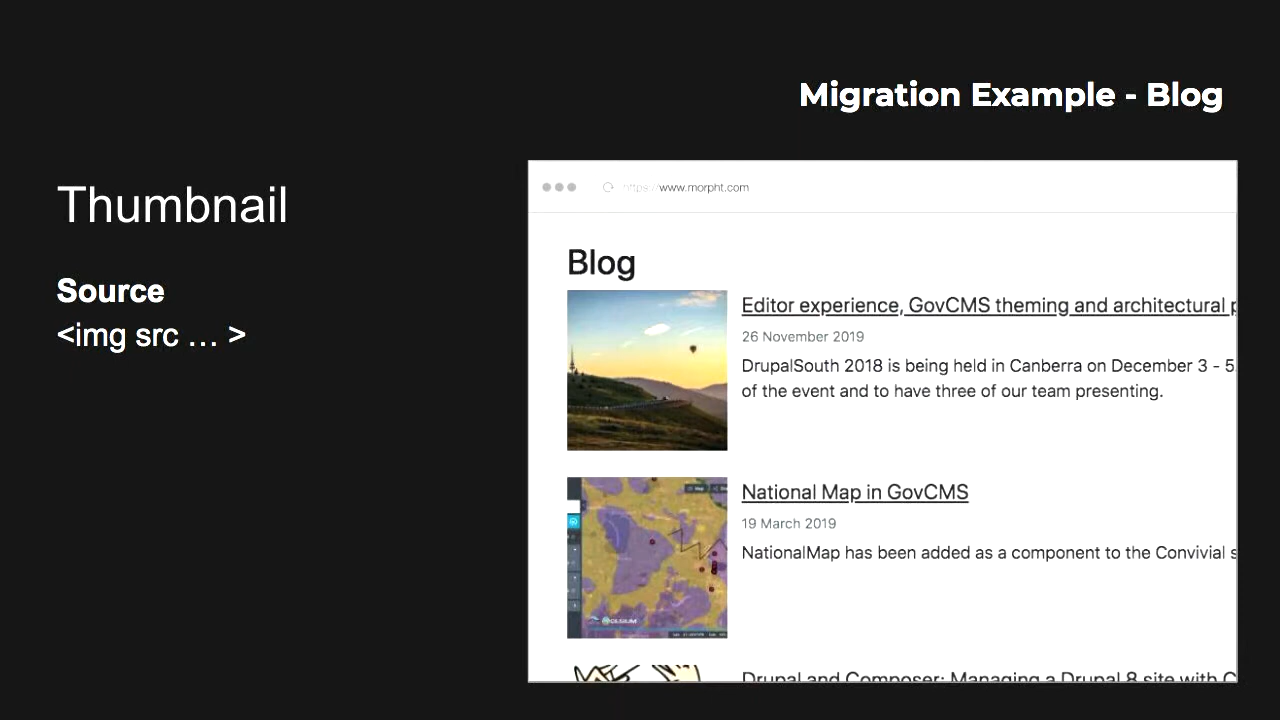 Migration Example - Blog
Thumbnail
Source
<img src ... >
https://www.morpht.com
Blog
Editor experience, GovCMS theming and architectural p
26 November 2019
DrupalSouth 2018 is being held in Canberra on December 3 - 5.
of the event and to have three of our team presenting.
National Map in GovCMS
19 March 2019
NationalMap has been added as a component to the Convivial s
CESIUM
Drupal and Composer: Managing a Drupal 8 site with C